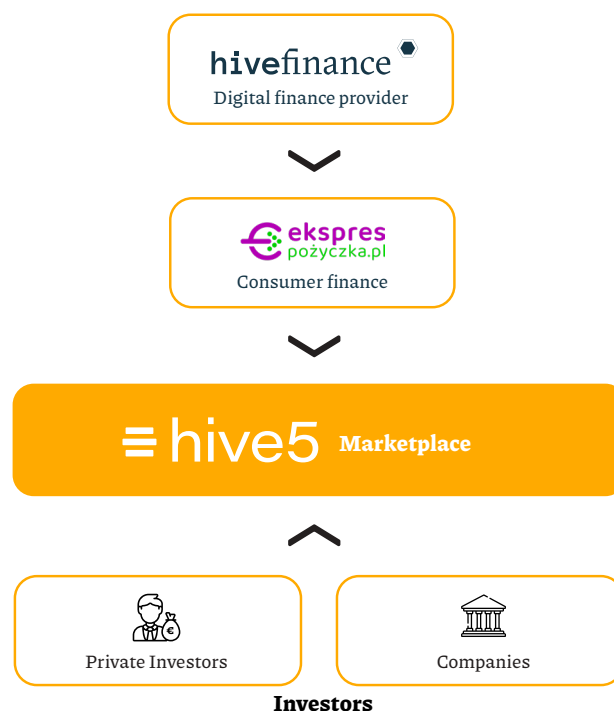 hivefinance
Digital finance provider
ekspres
pożyczka.pl
Consumer finance
hive5 Marketplace
€
Private Investors
Companies
Investors